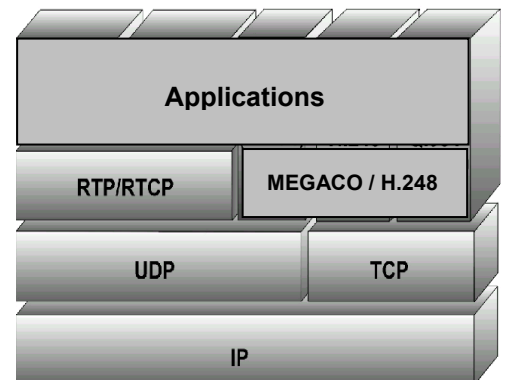 Applications
RTP/RTCP
MEGACO / H.248
UDP
TCP
IP